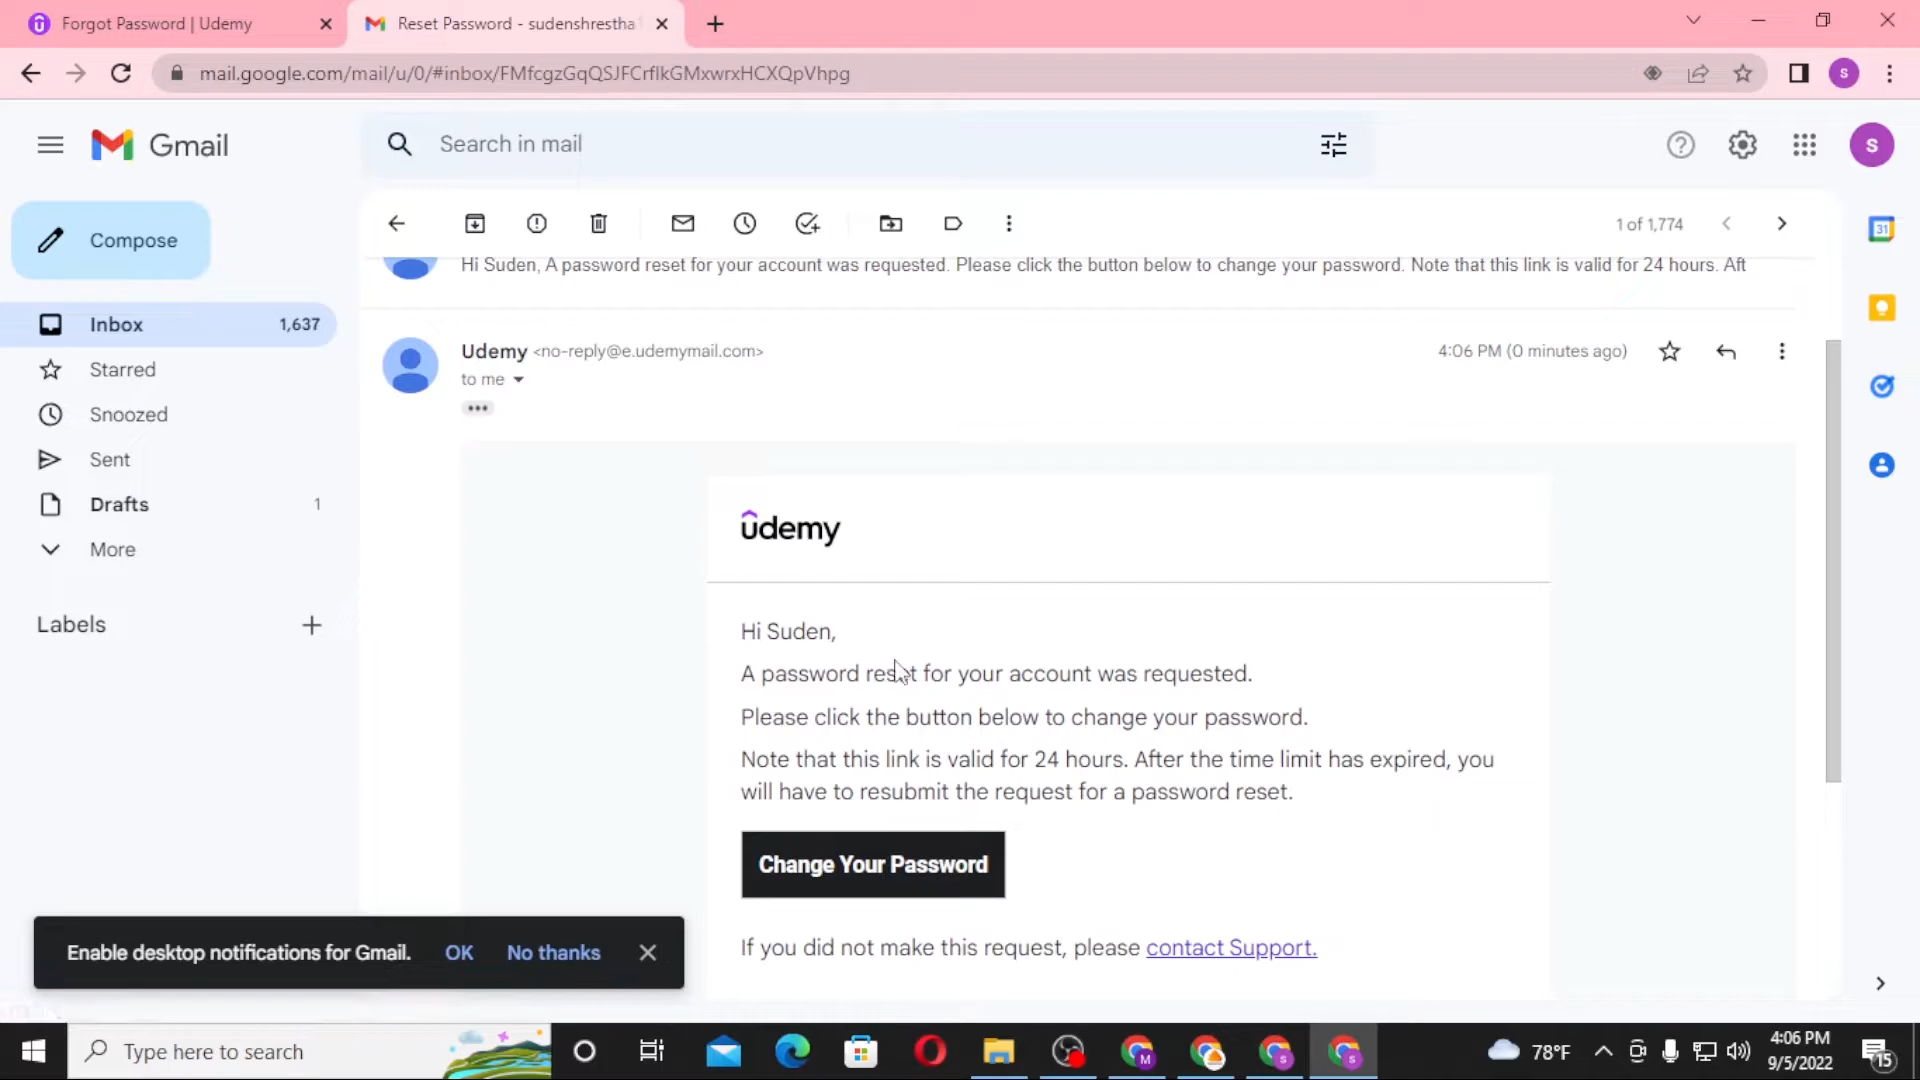 Forgot Password | Udemy
Reset Password - sudenshrestha
mail.google.com/mail/u/0/#inbox/FMfcgzGqQSJFCrflkGMxwrxHCXQpVhpg
S
Gmail
Search in mail
S
Compose
1 of 1,774
31
Hi Suden, A password reset for your account was requested. Please click the button below to change your password. Note that this link is valid for 24 hours. Aft
Inbox 1,637
Starred
Snoozed
Sent
Drafts 1
More
Labels
Udemy <no-reply@e.udemymail.com>
4:06 PM (0 minutes ago)
to me
udemy
Hi Suden,
A password reset for your account was requested.
Please click the button below to change your password.
Note that this link is valid for 24 hours. After the time limit has expired, you
will have to resubmit the request for a password reset.
Change Your Password
If you did not make this request, please contact Support.
Enable desktop notifications for Gmail. OK No thanks
Type here to search
M
S
S
78°F
4:06 PM
9/5/2022
15